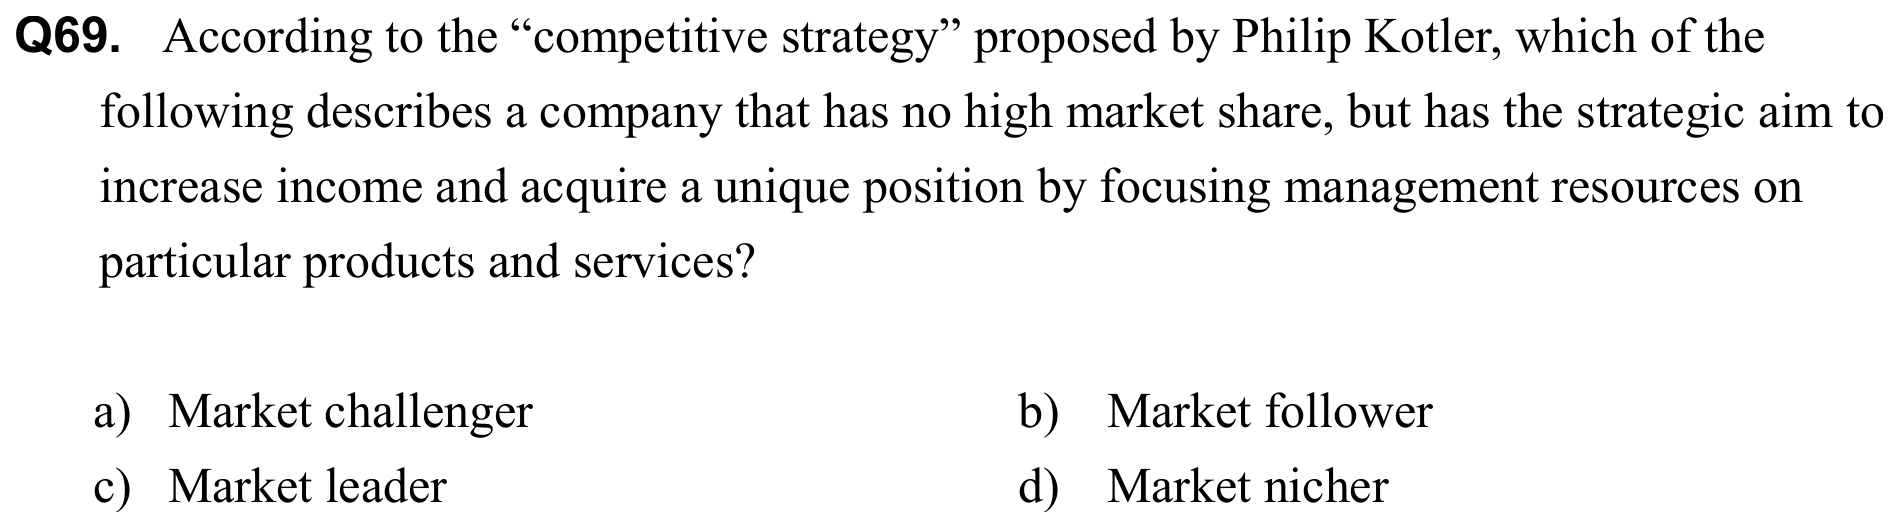 Q69. According to the “competitive strategy” proposed by Philip Kotler, which of the
following describes a company that has no high market share, but has the strategic aim to
increase income and acquire a unique position by focusing management resources on
particular products and services?
a) Market challenger b) Market follower
c) Market leader d) Market nicher